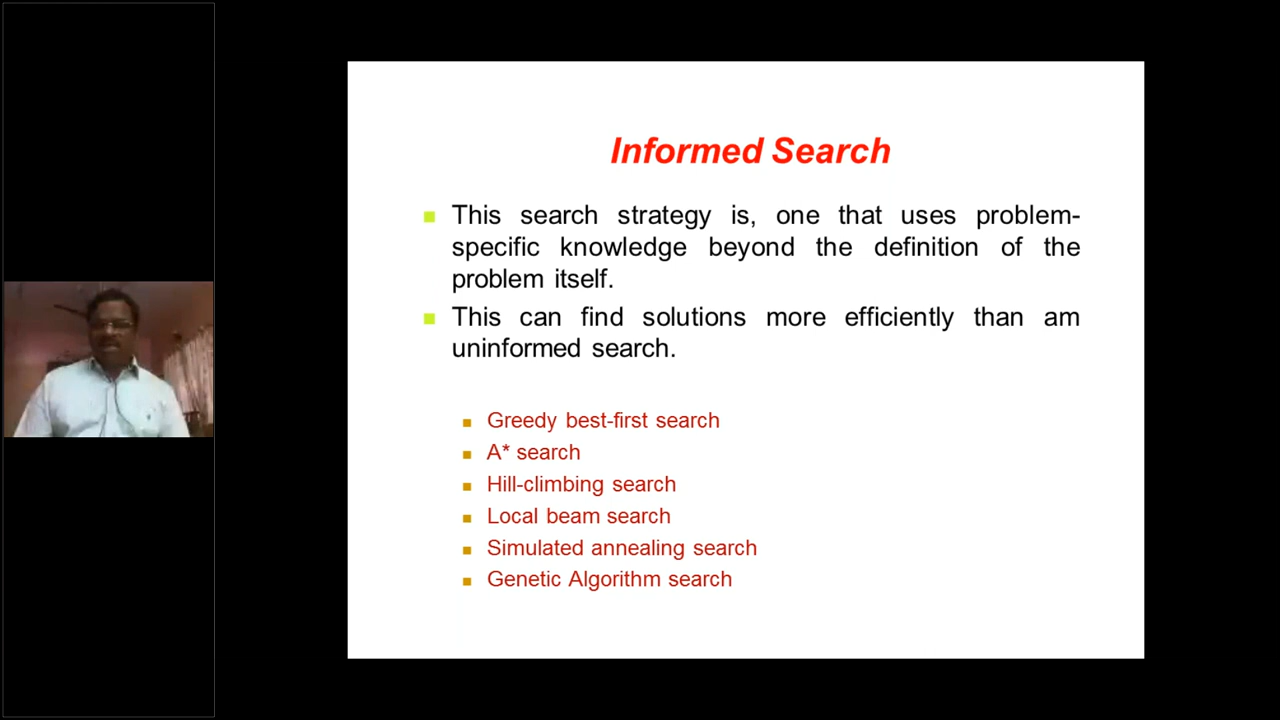 Informed Search
This search strategy is, one that uses problem-
specific knowledge beyond the definition of the
problem itself.
This can find solutions more efficiently than am
uninformed search.
Greedy best-first search
A* search
Hill-climbing search
Local beam search
Simulated annealing search
Genetic Algorithm search